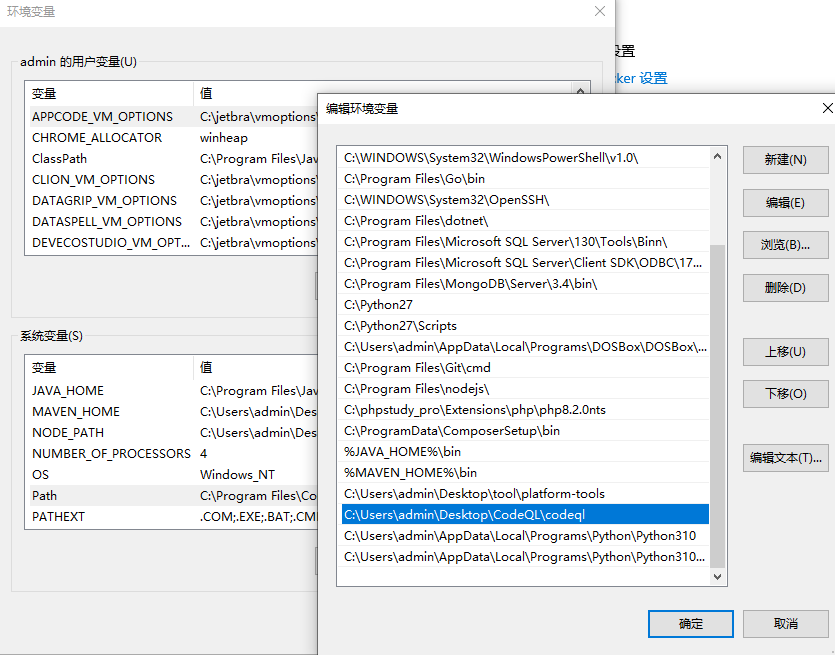 环境变量
设置
ker 设置
admin 的用户变量(U)
变量 值
APPCODE_VM_OPTIONS C:\jetbra\vmoptions\
CHROME_ALLOCATOR winheap
ClassPath C:\Program Files\Jav
CLION_VM_OPTIONS C:\jetbra\vmoptions\
DATAGRIP_VM_OPTIONS C:\jetbra\vmoptions\
DATASPELL_VM_OPTIONS C:\jetbra\vmoptions\
DEVECOSTUDIO_VM_OPT... C:\jetbra\vmoptions\
系统变量(S)
变量 值
JAVA_HOME C:\Program Files\Jav
MAVEN_HOME C:\Users\admin\Des
NODE_PATH C:\Users\admin\Des
NUMBER_OF_PROCESSORS 4
OS Windows_NT
Path C:\Program Files\Co
PATHEXT .COM;.EXE;.BAT;.CM
编辑环境变量
C:\WINDOWS\System32\WindowsPowerShell\v1.0\
C:\Program Files\Go\bin
C:\WINDOWS\System32\OpenSSH\
C:\Program Files\dotnet\
C:\Program Files\Microsoft SQL Server\130\Tools\Binn\
C:\Program Files\Microsoft SQL Server\Client SDK\ODBC\17...
C:\Program Files\MongoDB\Server\3.4\bin\
C:\Python27
C:\Python27\Scripts
C:\Users\admin\AppData\Local\Programs\DOSBox\DOSBox\...
C:\Program Files\Git\cmd
C:\Program Files\nodejs\
C:\phpstudy_pro\Extensions\php\php8.2.0nts
C:\ProgramData\ComposerSetup\bin
%JAVA_HOME%\bin
%MAVEN_HOME%\bin
C:\Users\admin\Desktop\tool\platform-tools
C:\Users\admin\Desktop\CodeQL\codeql
C:\Users\admin\AppData\Local\Programs\Python\Python310
C:\Users\admin\AppData\Local\Programs\Python\Python310...
新建(N)
编辑(E)
浏览(B)...
删除(D)
上移(U)
下移(O)
编辑文本(T)...
确定
取消